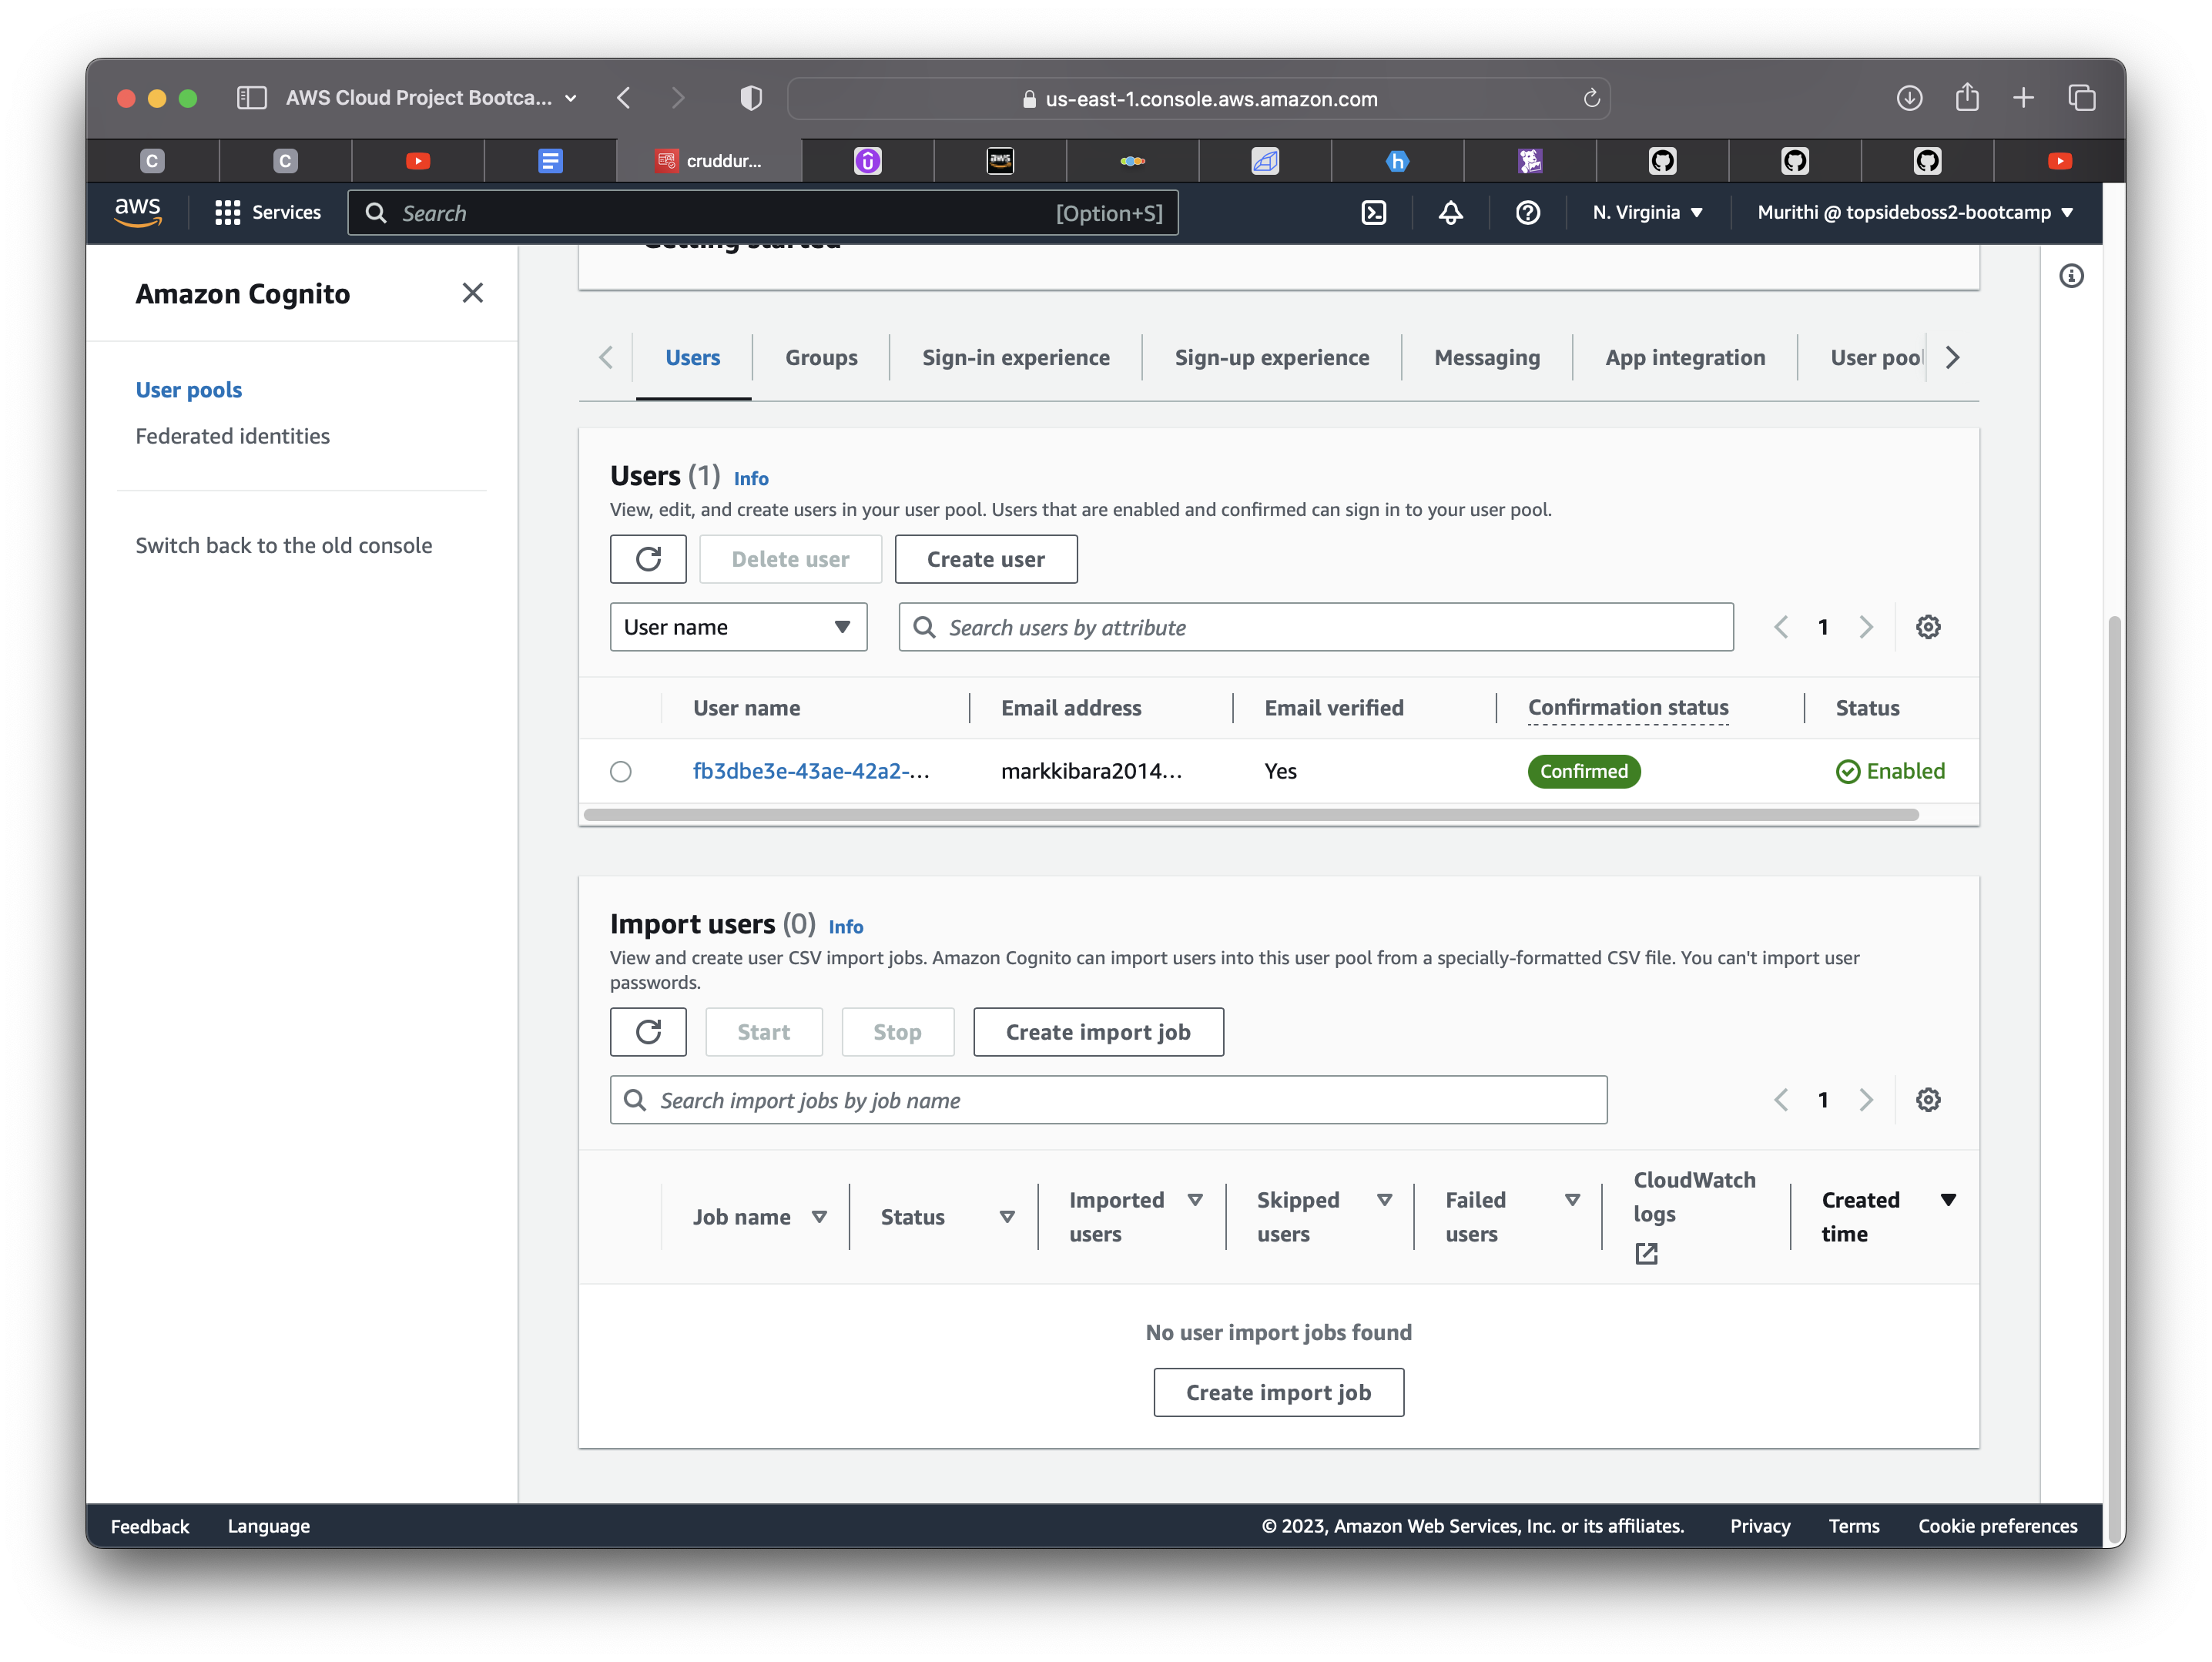 AWS Cloud Project Bootca...
us-east-1.console.aws.amazon.com
C
C
cruddur...
aws
h
aws
Services
Search
[Option+S]
N. Virginia
Murithi @ topsideboss2-bootcamp
Getting started
Amazon Cognito
User pools
Federated identities
Switch back to the old console
Users
Groups
Sign-in experience
Sign-up experience
Messaging
App integration
User pool
Users (1) Info
View, edit, and create users in your user pool. Users that are enabled and confirmed can sign in to your user pool.
Delete user
Create user
User name
Search users by attribute
1
User name
Email address
Email verified
Confirmation status
Status
fb3dbe3e-43ae-42a2-...
markkibara2014...
Yes
Confirmed
Enabled
Import users (0) Info
View and create user CSV import jobs. Amazon Cognito can import users into this user pool from a specially-formatted CSV file. You can't import user
passwords.
Start
Stop
Create import job
Search import jobs by job name
1
Job name
Status
Imported
users
Skipped
users
Failed
users
CloudWatch
logs
Created
time
No user import jobs found
Create import job
Feedback
Language
© 2023, Amazon Web Services, Inc. or its affiliates.
Privacy
Terms
Cookie preferences